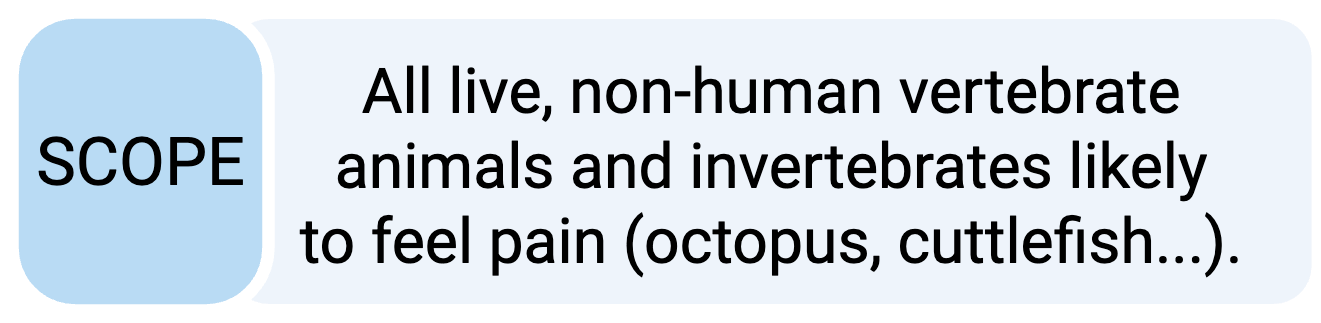 SCOPE
All live, non-human vertebrate
animals and invertebrates likely
to feel pain (octopus, cuttlefish...).